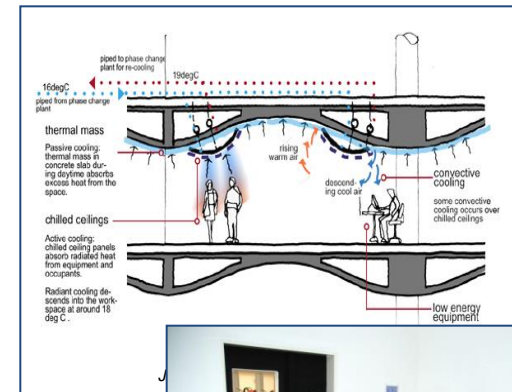 piped to phase change
plant for re-cooling
19degC
16degC
piped from phase change
plant
thermal mass
Passive cooling:
thermal mass in
concrete slab dur-
ing daytime absorbs
excess heat from the
space.
rising
warm air
descend-
ing cool air
convective
cooling
some convective
cooling occurs over
chilled ceilings
chilled ceilings
Active cooling:
chilled ceiling panels
absorb radiated heat
from equipment and
occupants.
Radiant cooling de-
scends into the work-
space at around 18
deg C.
low energy
equipment